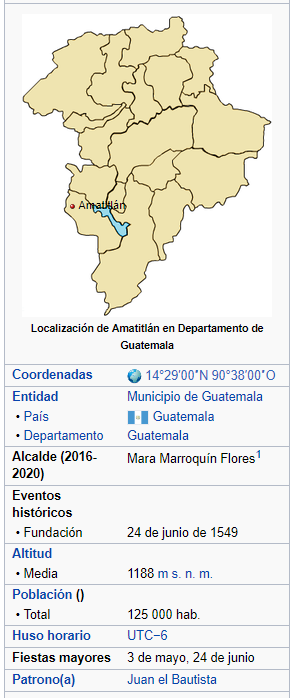 Amatitlán
Localización de Amatitlán en Departamento de
Guatemala
Coordenadas 14°29′00″N 90°38′00″O
Entidad Municipio de Guatemala
• País Guatemala
• Departamento Guatemala
Alcalde (2016-
2020) Mara Marroquín Flores1
Eventos
históricos
• Fundación 24 de junio de 1549
Altitud
• Media 1188 m s. n. m.
Población ()
• Total 125 000 hab.
Huso horario UTC−6
Fiestas mayores 3 de mayo, 24 de junio
Patrono(a) Juan el Bautista